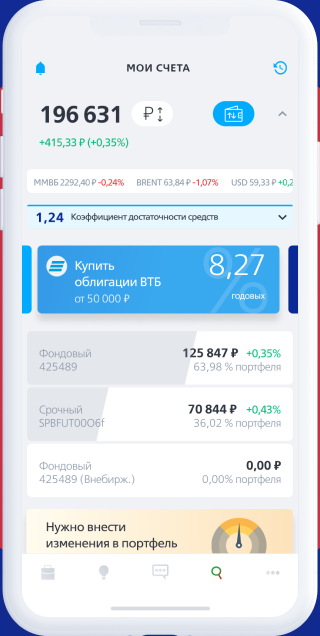 МОИ СЧЕТА
196 631 ₽
+415,33 ₽ (+0,35%)
ММВБ 2292,40 ₽ -0,24% BRENT 63,84 ₽ -1,07% USD 59,33 ₽ +0,2
1,24 Коэффициент достаточности средств
Купить
облигации ВТБ
от 50 000 ₽
%
8,27
годовых
Фондовый 125 847 ₽ +0,35%
425489 63,98 % портфеля
Срочный 70 844 ₽ +0,43%
SPBFUT00O6f 36,02 % портфеля
Фондовый 0,00 ₽
425489 (Внебирж.) 0,00% портфеля
Нужно внести
изменения в портфель